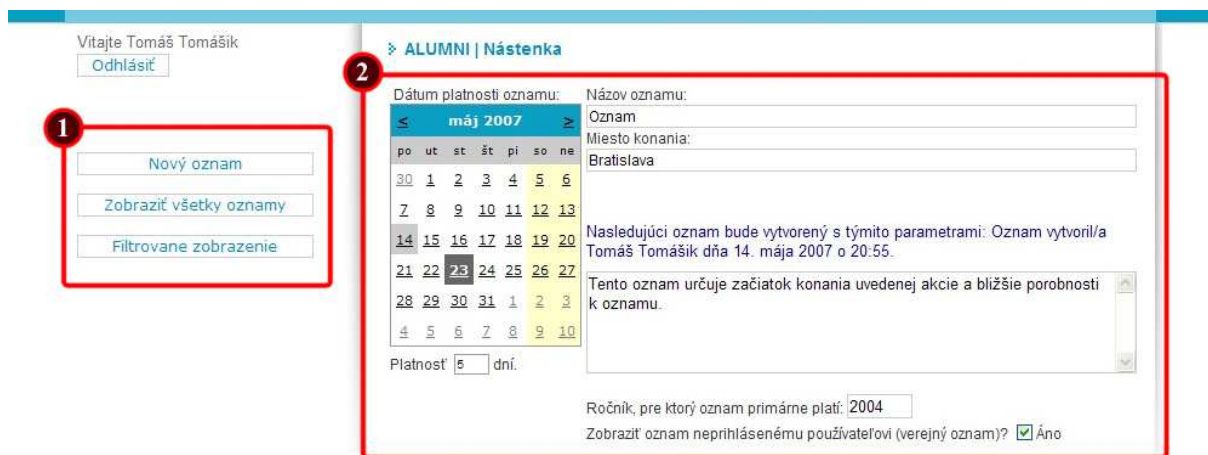 Vitajte Tomáš Tomášik
Odhlásiť
1
Nový oznam
Zobraziť všetky oznamy
Filtrovane zobrazenie
ALUMNI | Nástenka
2
Dátum platnosti oznamu:
< máj 2007 >
po ut st št pi so ne
30 1 2 3 4 5 6
7 8 9 10 11 12 13
14 15 16 17 18 19 20
21 22 23 24 25 26 27
28 29 30 31 1 2 3
4 5 6 7 8 9 10
Platnosť 5 dní.
Názov oznamu:
Oznam
Miesto konania:
Bratislava
Nasledujúci oznam bude vytvorený s týmito parametrami: Oznam vytvoril/a
Tomáš Tomášik dňa 14. mája 2007 o 20:55.
Tento oznam určuje začiatok konania uvedenej akcie a bližšie porobnosti
k oznamu.
Ročník, pre ktorý oznam primárne platí: 2004
Zobraziť oznam neprihlásenému používateľovi (verejný oznam)? Áno